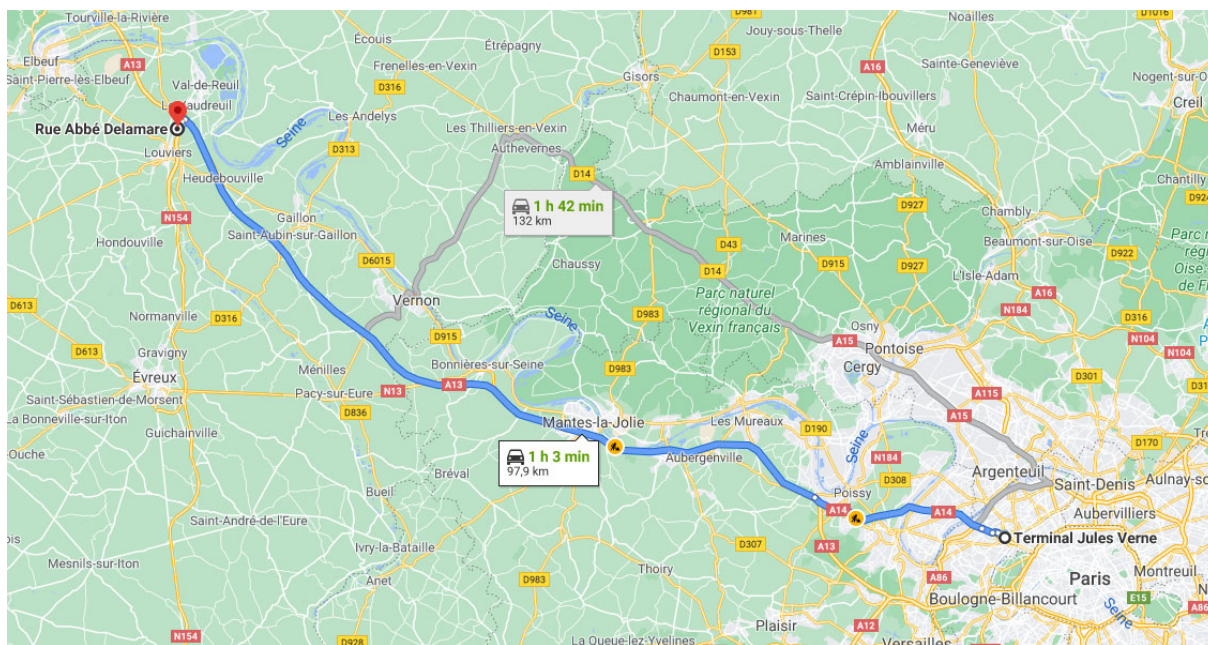 Tourville-la-Rivière
Écouis
Étrépagny
D981
Noailles
D1016
Elbeuf
A13
Frenelles-en-Vexin
D153
Jouy-sous-Thelle
Saint-Pierre-lès-Elbeuf
Val-de-Reuil
D316
Gisors
A16
Sainte-Geneviève
Nogent-sur-O
Chaumont-en-Vexin
Saint-Crépin-Ibouvillers
Creil
Les Andelys
Rue Abbé Delamare
Seine
Les Thilliers-en-Vexin
Méru
Louviers
D313
Authevernes
Amblainville
Heudebouville
D14
Chantilly
N154
Gaillon
1 h 42 min
132 km
D927
D924
Chambly
Hondouville
Saint-Aubin-sur-Gaillon
D43
Marines
Beaumont-sur-Oise
D6015
Chaussy
D14
D915
D927
D922
L'Isle-Adam
Vernon
Parc naturel
régional du
Vexin français
D613
Normanville
D316
Seine
D983
A16
N184
D316
Osny
D613
Gravigny
D915
A15
Pontoise
N104
N104
Ménilles
Bonnières-sur-Seine
Cergy
Évreux
D983
D301
N13
A13
Pacy-sur-Eure
A115
Saint-Sébastien-de-Morsent
D836
La Bonneville-sur-Iton
Mantes-la-Jolie
Les Mureaux
D190
A15
Guichainville
Seine
D170
1 h 3 min
97,9 km
Aubergenville
N184
Argenteuil
Bréval
Saint-Denis
Bueil
Poissy
D308
Aubervilliers
Saint-André-de-l'Eure
A14
A14
Terminal Jules Verne
Ivry-la-Bataille
D307
A13
Mesnils-sur-Iton
Thoiry
A86
Paris
Montreuil
Anet
D983
Boulogne-Billancourt
E15
Seine
A86
N154
D928
La Queue-lez-Yvelines
Plaisir
A12
Versailles